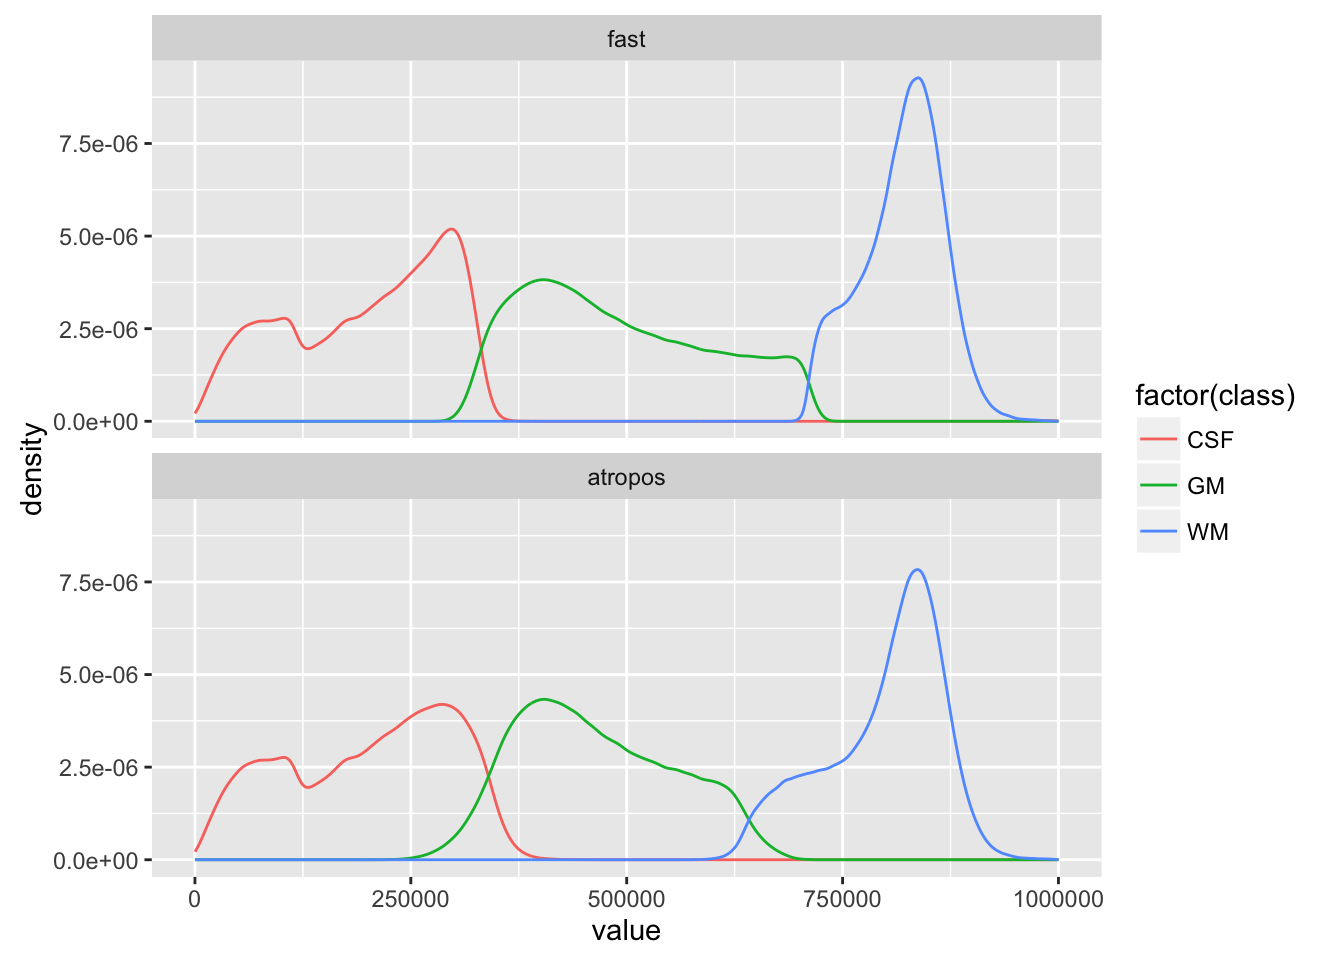 fast
7.5e-06
5.0e-06
2.5e-06
0.0e+00
density
atropos
7.5e-06
5.0e-06
2.5e-06
0.0e+00
0 250000 500000 750000 1000000
value
factor(class)
CSF
GM
WM